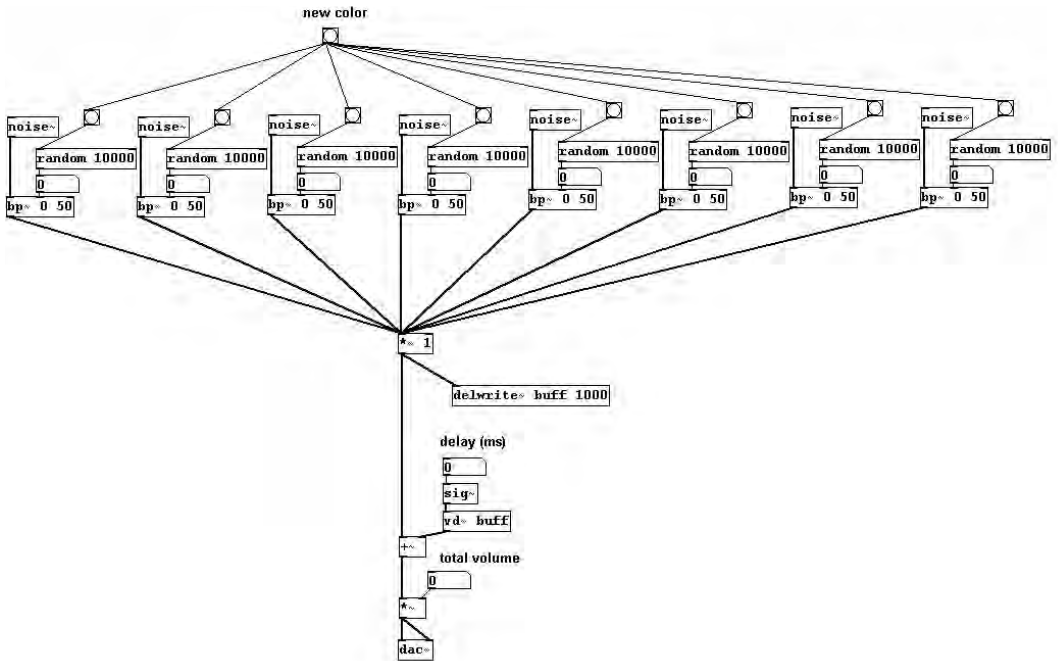 new color
noise~ noise~ noise~ noise~ noise~ noise~ noise~ noise~
random 10000 random 10000 random 10000 random 10000 random 10000 random 10000 random 10000 random 10000
0 0 0 0 0 0 0 0
bp~ 0 50 bp~ 0 50 bp~ 0 50 bp~ 0 50 bp~ 0 50 bp~ 0 50 bp~ 0 50 bp~ 0 50
*~ 1
delwrite~ buff 1000
delay (ms)
0
sig~
vd~ buff
+~
total volume
0
*~
dac~